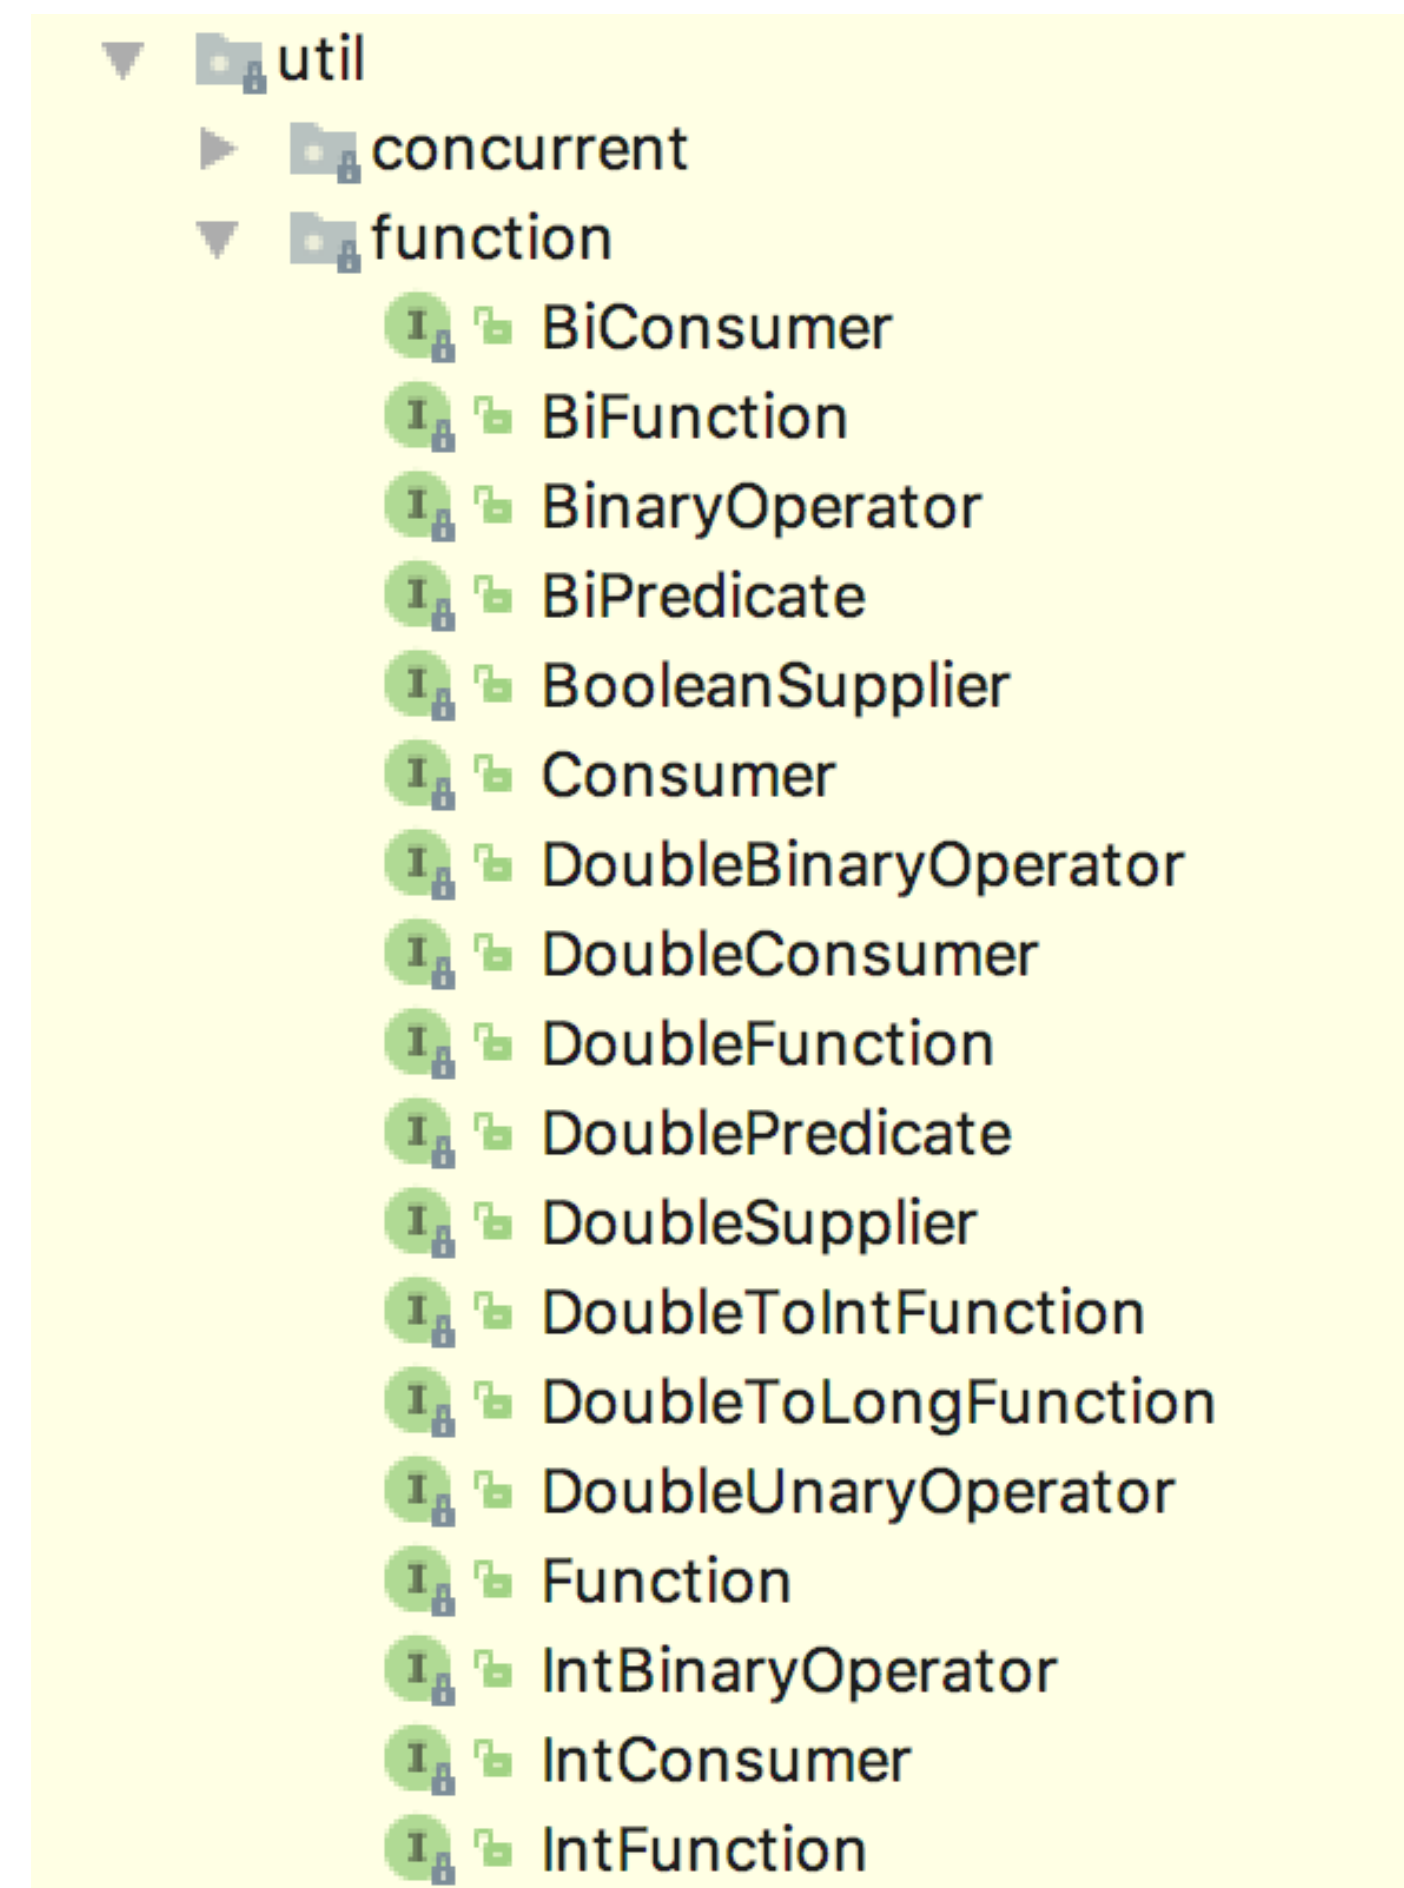 util
concurrent
function
I BiConsumer
I BiFunction
I BinaryOperator
I BiPredicate
I BooleanSupplier
I Consumer
I DoubleBinaryOperator
I DoubleConsumer
I DoubleFunction
I DoublePredicate
I DoubleSupplier
I DoubleToIntFunction
I DoubleToLongFunction
I DoubleUnaryOperator
I Function
I IntBinaryOperator
I IntConsumer
I IntFunction